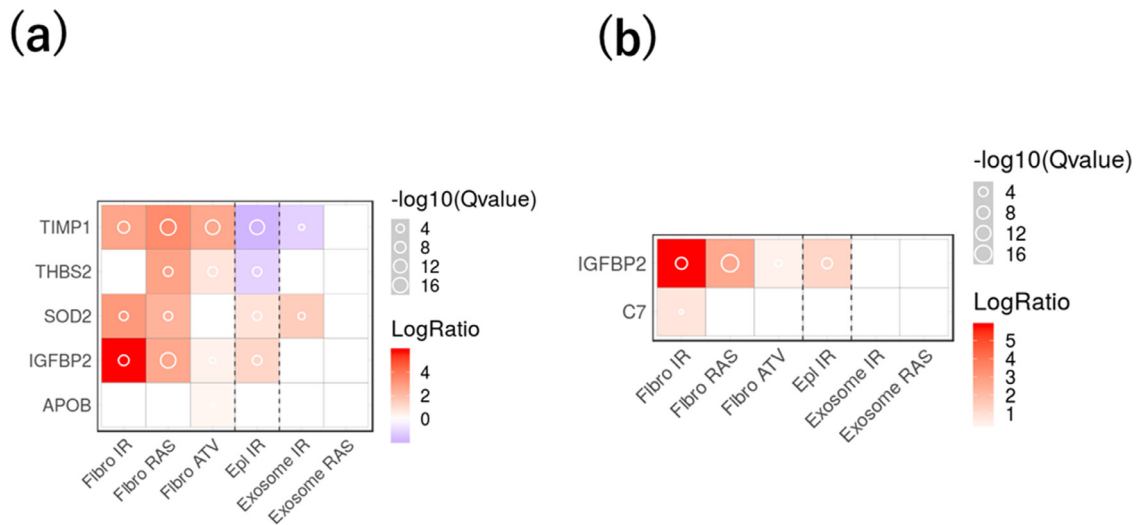 (a)
-log10(Qvalue)
4
8
12
16
LogRatio
4
2
0
TIMP1
THBS2
SOD2
IGFBP2
APOB
Fibro IR
Fibro RAS
Fibro ATV
Epi IR
Exosome IR
Exosome RAS
(b)
-log10(Qvalue)
4
8
12
16
LogRatio
5
4
3
2
1
IGFBP2
C7
Fibro IR
Fibro RAS
Fibro ATV
Epi IR
Exosome IR
Exosome RAS